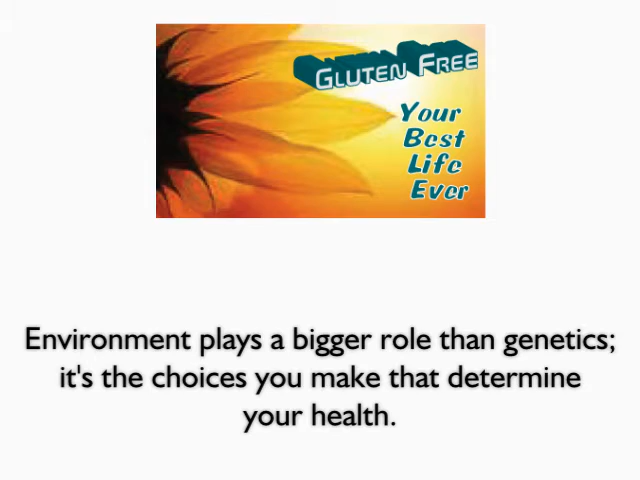 Gluten Free
Your
Best
Life
Ever
Environment plays a bigger role than genetics;
it's the choices you make that determine
your health.